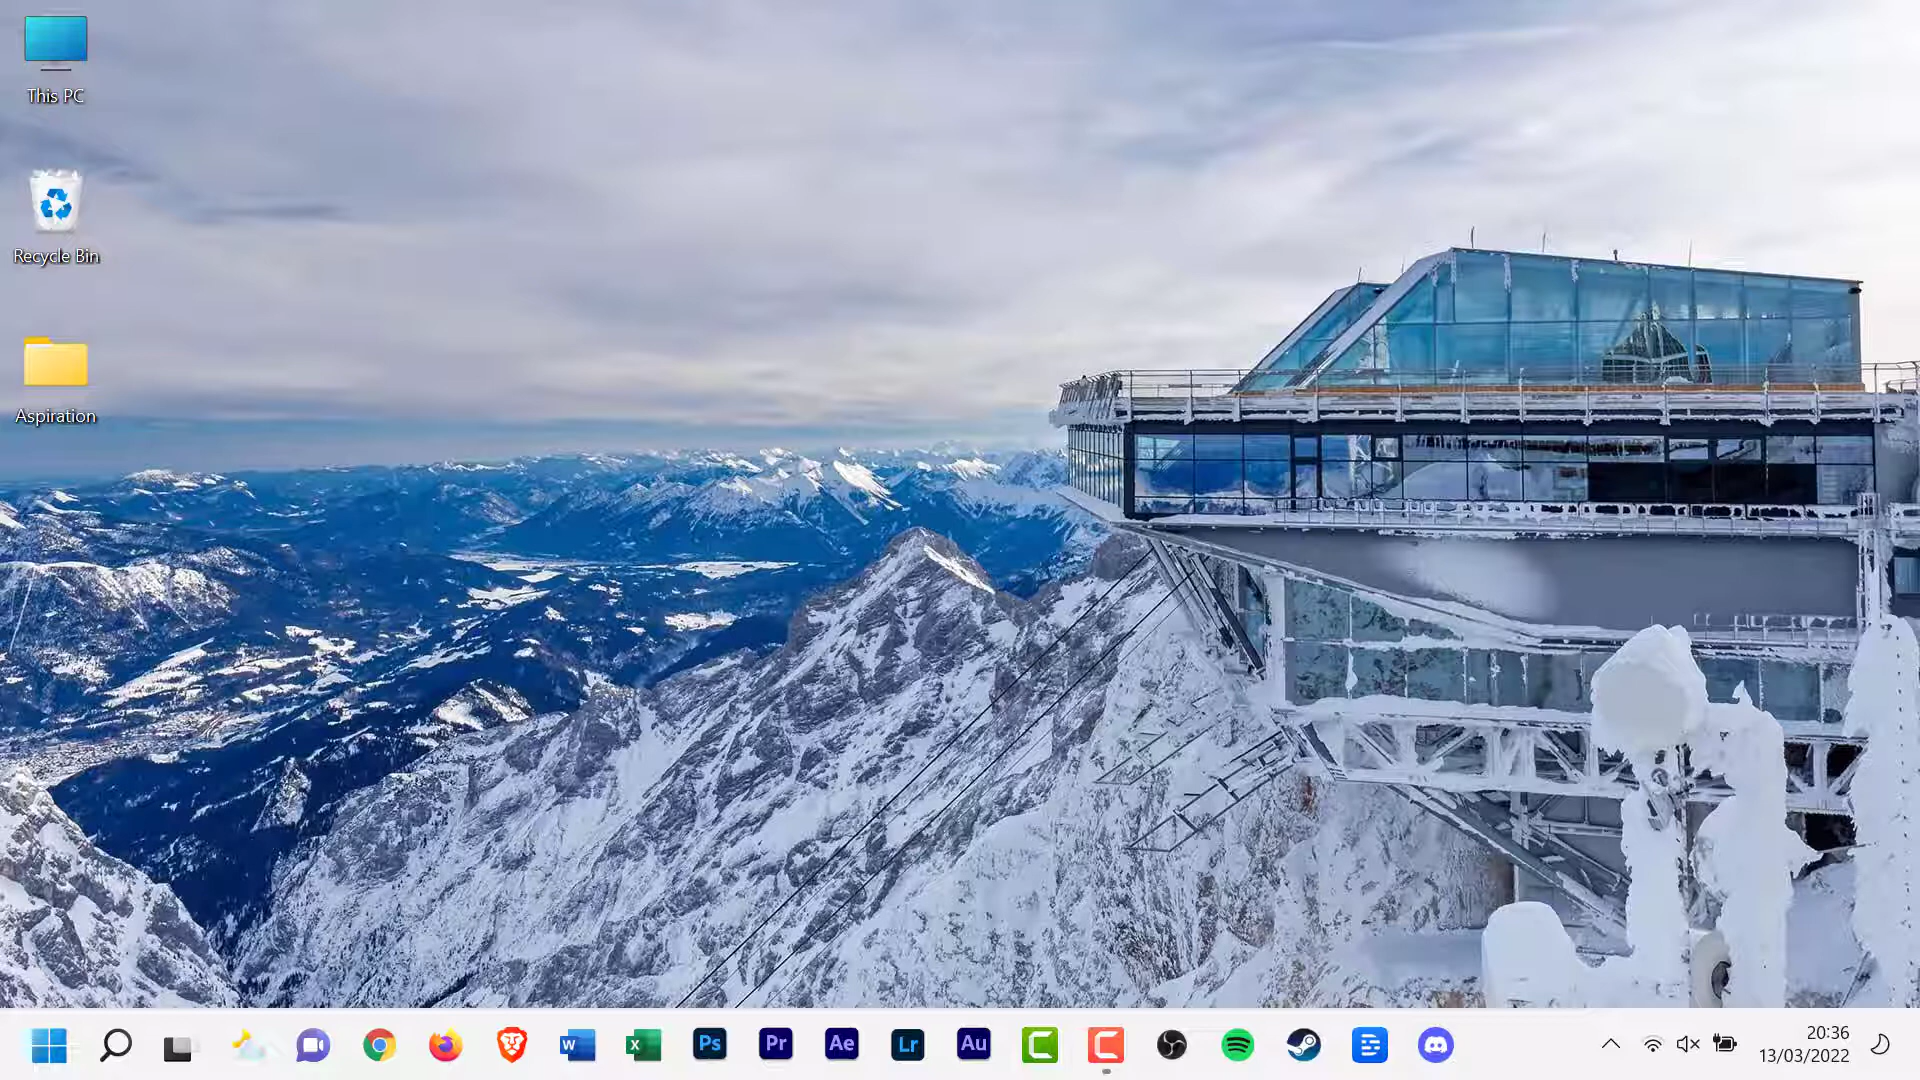 This PC
Recycle Bin
Aspiration
W
X
Ps
Pr
Ae
Lr
Au
20:36
13/03/2022